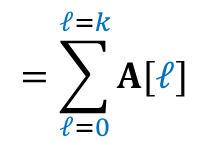 ℓ=k
= ∑ A[ℓ]
ℓ=0